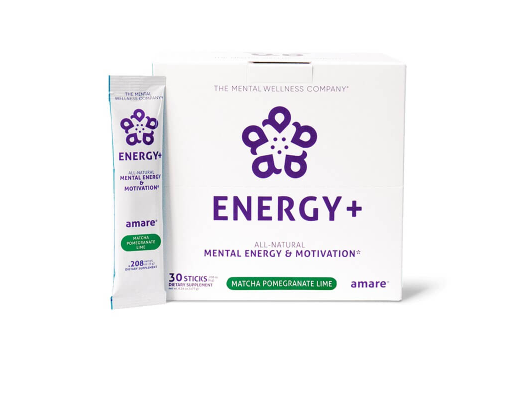 THE MENTAL
WELLNESS COMPANY®
ENERGY+
ALL-NATURAL
MENTAL ENERGY
&
MOTIVATION*
amare®
MATCHA
POMEGRANATE
LIME
.208
DIETARY SUPPLEMENT
THE MENTAL WELLNESS COMPANY®
ENERGY+
ALL-NATURAL
MENTAL ENERGY & MOTIVATION*
30 STICKS
DIETARY SUPPLEMENT
MATCHA POMEGRANATE LIME
amare®